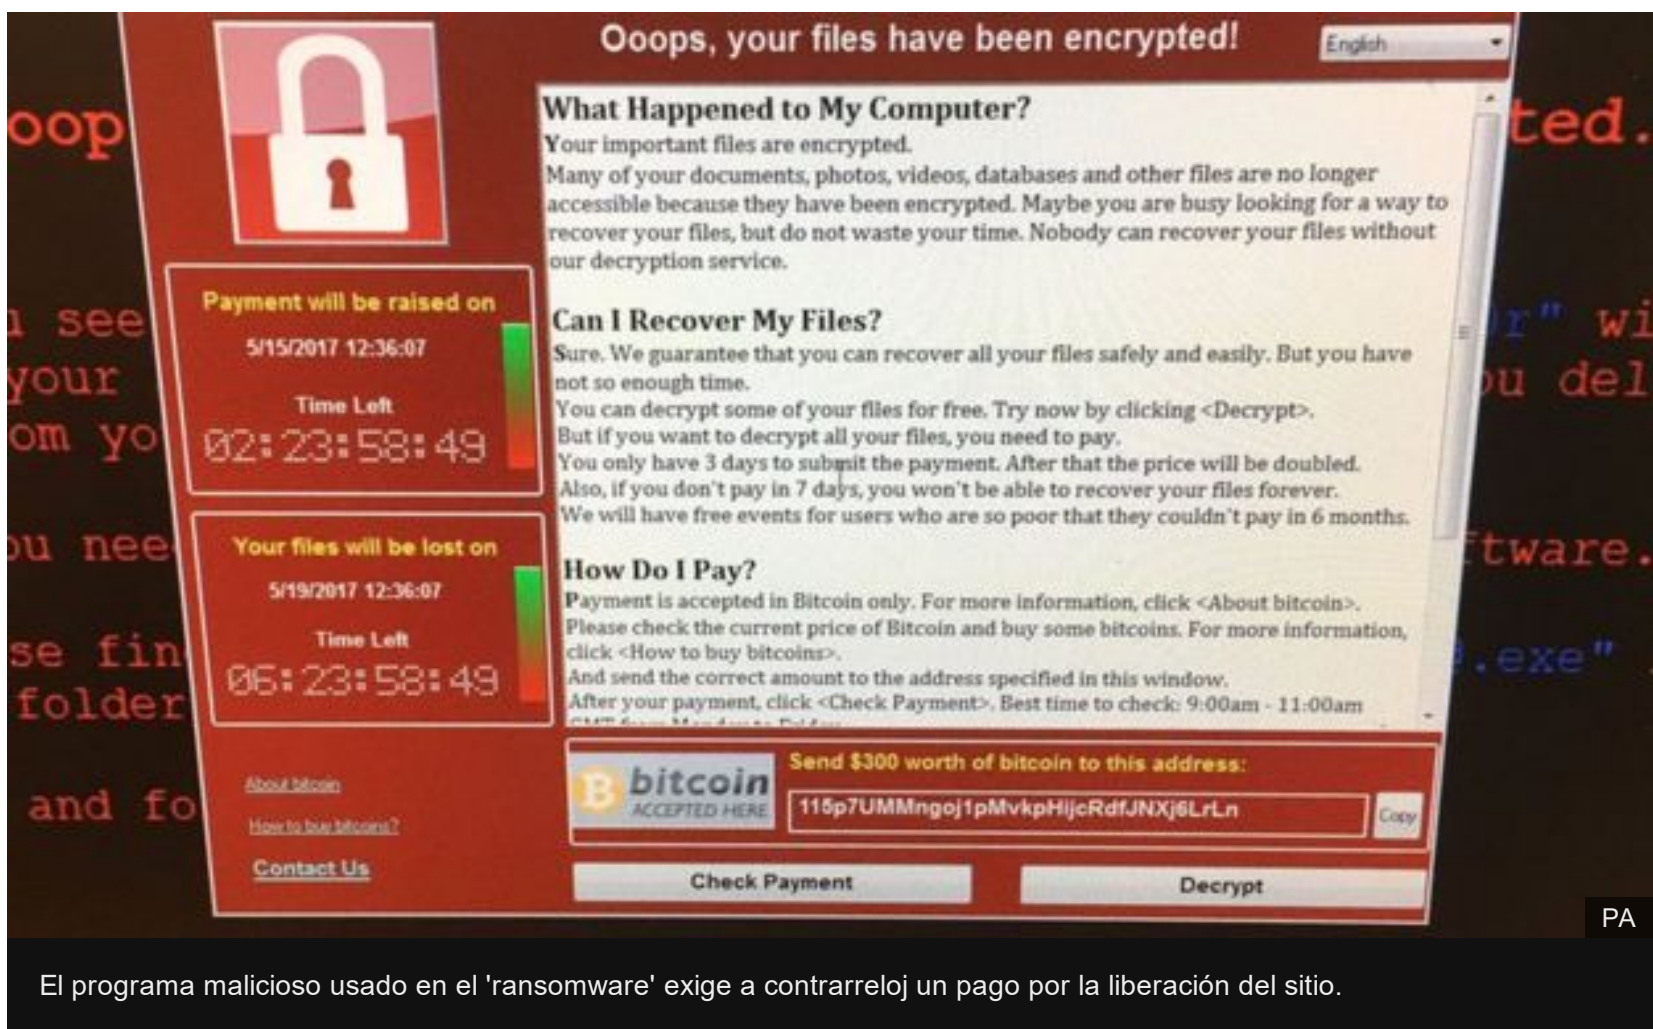 Ooops, your files have been encrypted!
English
What Happened to My Computer?
Your important files are encrypted.
Many of your documents, photos, videos, databases and other files are no longer
accessible because they have been encrypted. Maybe you are busy looking for a way to
recover your files, but do not waste your time. Nobody can recover your files without
our decryption service.
Can I Recover My Files?
Sure. We guarantee that you can recover all your files safely and easily. But you have
not so enough time.
You can decrypt some of your files for free. Try now by clicking <Decrypt>.
But if you want to decrypt all your files, you need to pay.
You only have 3 days to submit the payment. After that the price will be doubled.
Also, if you don't pay in 7 days, you won't be able to recover your files forever.
We will have free events for users who are so poor that they couldn't pay in 6 months.
How Do I Pay?
Payment is accepted in Bitcoin only. For more information, click <About bitcoin>.
Please check the current price of Bitcoin and buy some bitcoins. For more information,
click <How to buy bitcoins>.
And send the correct amount to the address specified in this window.
After your payment, click <Check Payment>. Best time to check: 9:00am - 11:00am
Payment will be raised on
5/15/2017 12:36:07
Time Left
02:23:58:49
Your files will be lost on
5/19/2017 12:36:07
Time Left
06:23:58:49
About bitcoin
How to buy bitcoins?
Contact Us
bitcoin
ACCEPTED HERE
Send $300 worth of bitcoin to this address:
115p7UMMngoj1pMvkpHijcRdfJNXj6LrLn
Copy
Check Payment
Decrypt
oop
ted.
u see
r" wi
your
ou del
om yo
ou nee
ftware.
se fin
.exe"
folder
and fo
PA
El programa malicioso usado en el 'ransomware' exige a contrarreloj un pago por la liberación del sitio.